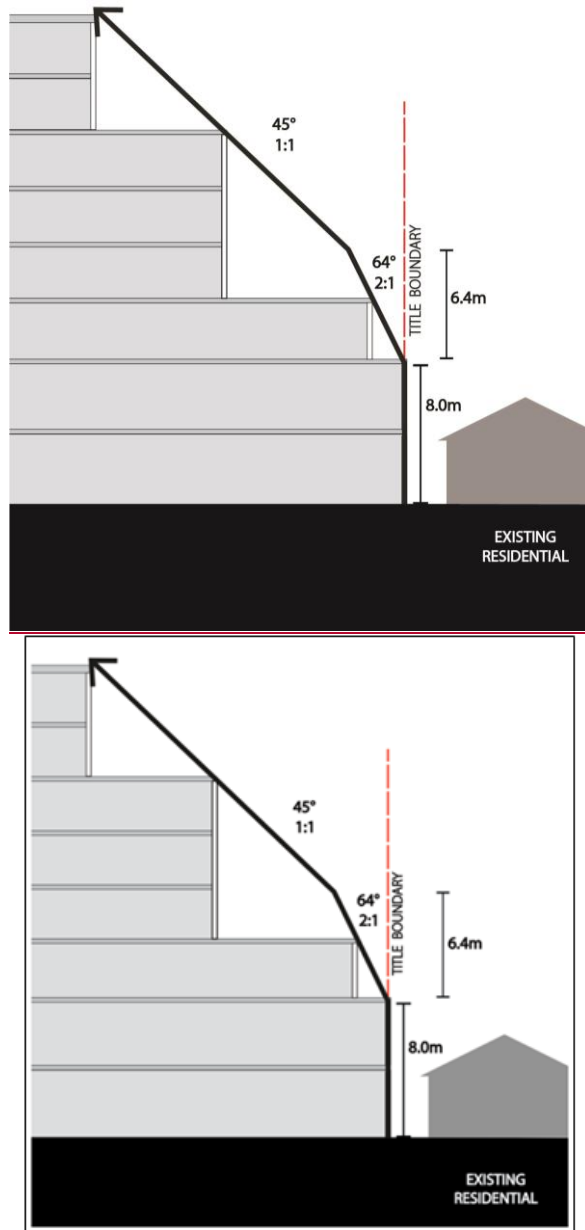 45°
1:1
64°
2:1
TITLE BOUNDARY
6.4m
8.0m
EXISTING
RESIDENTIAL
45°
1:1
64°
2:1
TITLE BOUNDARY
6.4m
8.0m
EXISTING
RESIDENTIAL